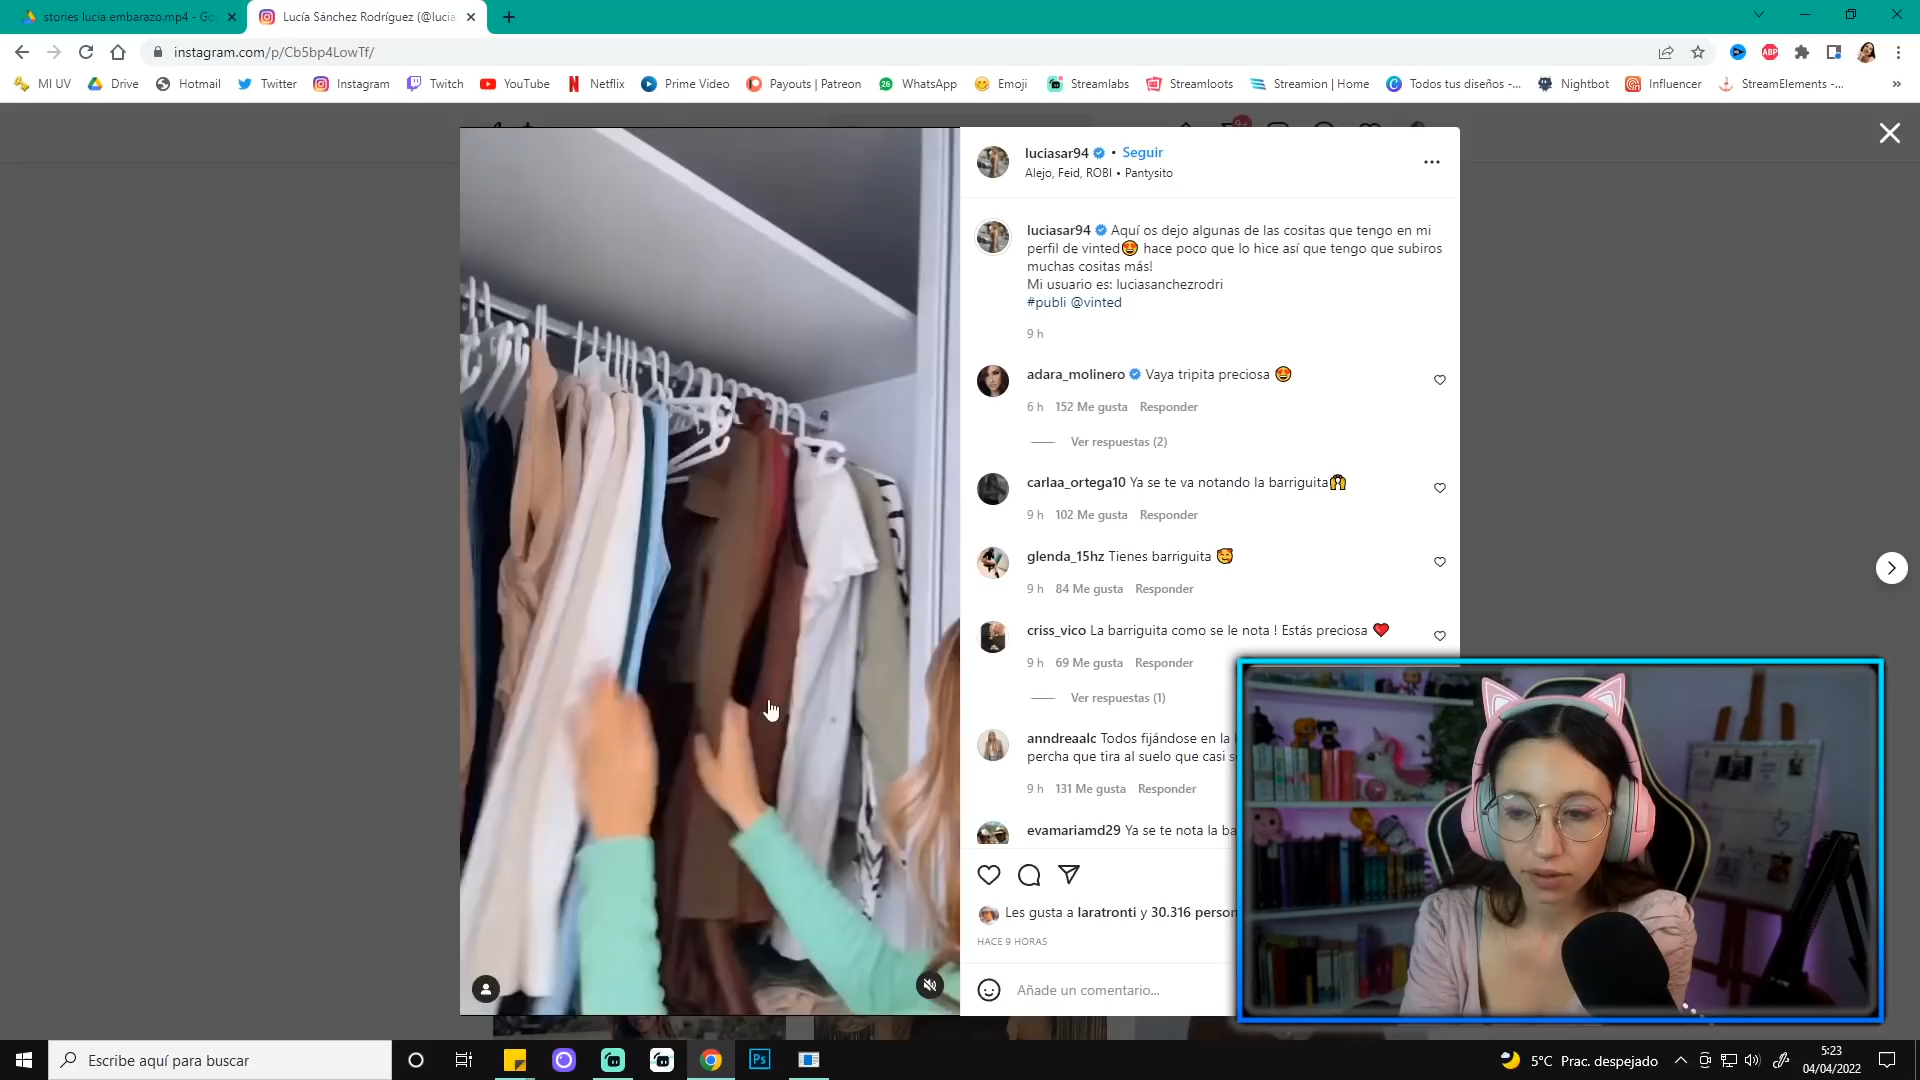 stories lucia embarazo.mp4 - Go
Lucía Sánchez Rodríguez (@lucia
instagram.com/p/Cb5bp4LowTf/
ABP
MI UV
Drive
Hotmail
Twitter
Instagram
Twitch
YouTube
Netflix
Prime Video
Payouts | Patreon
WhatsApp
Emoji
Streamlabs
Streamloots
Streamion | Home
Todos tus diseños -...
Nightbot
Influencer
StreamElements -...
luciasar94 • Seguir
Alejo, Feid, ROBI • Pantysito
luciasar94 Aquí os dejo algunas de las cositas que tengo en mi
perfil de vinted😍 hace poco que lo hice así que tengo que subiros
muchas cositas más!
Mi usuario es: luciasanchezrodri
#publi @vinted
9 h
adara_molinero Vaya tripita preciosa 😍
6 h 152 Me gusta Responder
Ver respuestas (2)
carlaa_ortega10 Ya se te va notando la barriguita🙌
9 h 102 Me gusta Responder
glenda_15hz Tienes barriguita 🥰
9 h 84 Me gusta Responder
criss_vico La barriguita como se le nota ! Estás preciosa ❤️
9 h 69 Me gusta Responder
Ver respuestas (1)
anndreaalc Todos fijándose en la
percha que tira al suelo que casi
9 h 131 Me gusta Responder
evamariamd29 Ya se te nota la ba
Les gusta a laratronti y 30.316 person
HACE 9 HORAS
Añade un comentario...
Escribe aquí para buscar
Ps
5°C Prac. despejado
5:23
04/04/2022